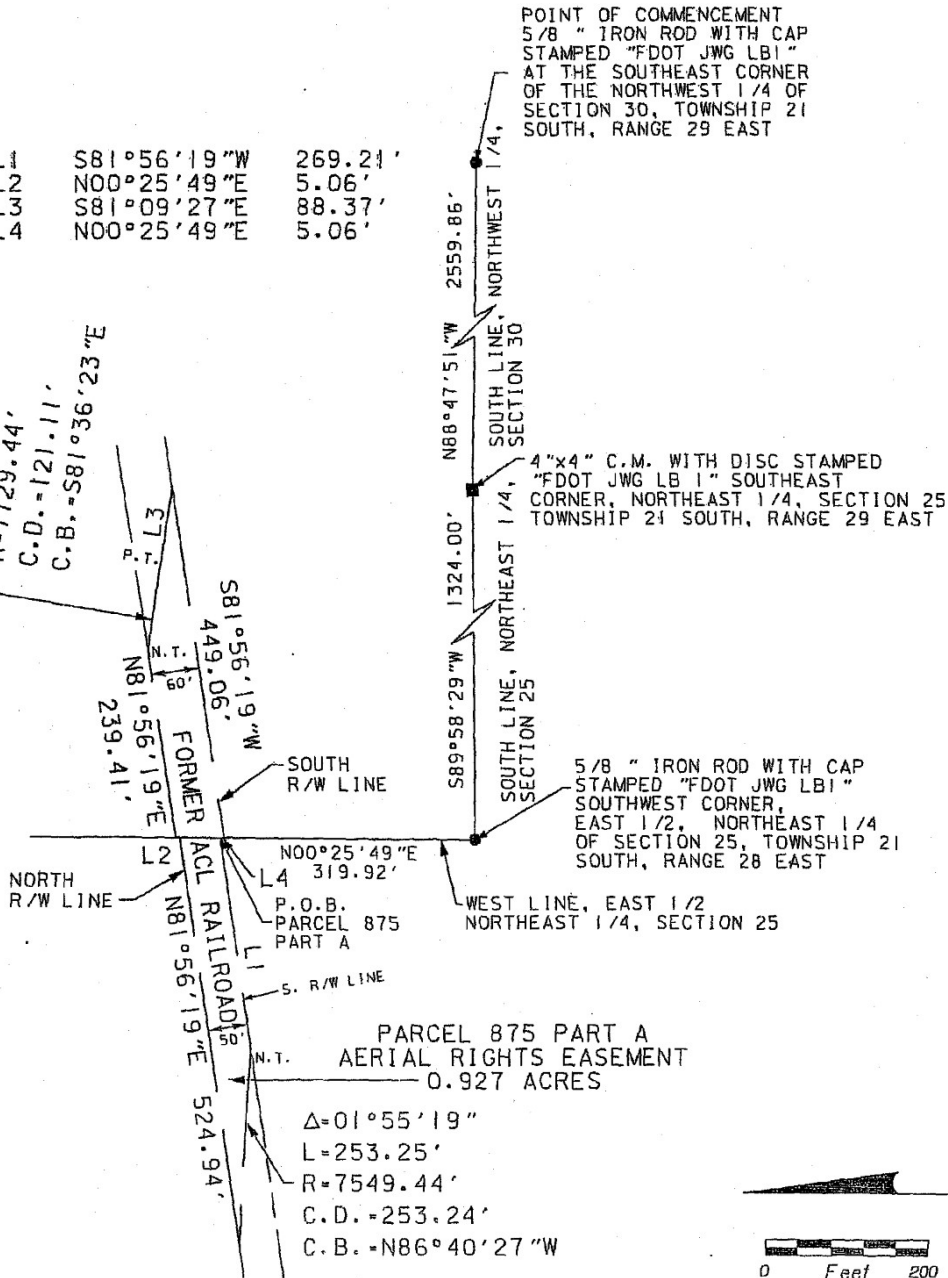 POINT OF COMMENCEMENT
5/8 " IRON ROD WITH CAP
STAMPED "FDOT JWG LB1"
AT THE SOUTHEAST CORNER
OF THE NORTHWEST 1/4 OF
SECTION 30, TOWNSHIP 21
SOUTH, RANGE 29 EAST
L1 S81°56'19"W 269.21'
L2 N00°25'49"E 5.06'
L3 S81°09'27"E 88.37'
L4 N00°25'49"E 5.06'
N88°47'51"W 2559.86'
SOUTH LINE, NORTHWEST 1/4,
SECTION 30
R=7129.44'
C.D.=121.11'
C.B.=S81°36'23"E
4"x4" C.M. WITH DISC STAMPED
"FDOT JWG LB 1" SOUTHEAST
CORNER, NORTHEAST 1/4, SECTION 25
TOWNSHIP 21 SOUTH, RANGE 29 EAST
L3
P.T.
N.T.
60'
S81°56'19"W
449.06'
N81°56'19"E
239.41'
S89°58'29"W 1324.00'
SOUTH LINE, NORTHEAST 1/4,
SECTION 25
FORMER ACL RAILROAD
SOUTH
R/W LINE
5/8 " IRON ROD WITH CAP
STAMPED "FDOT JWG LB1"
SOUTHWEST CORNER,
EAST 1/2, NORTHEAST 1/4
OF SECTION 25, TOWNSHIP 21
SOUTH, RANGE 28 EAST
L2
N00°25'49"E
319.92'
L4
NORTH
R/W LINE
P.O.B.
PARCEL 875
PART A
WEST LINE, EAST 1/2
NORTHEAST 1/4, SECTION 25
L1
S. R/W LINE
N81°56'19"E 524.94'
50'
N.T.
PARCEL 875 PART A
AERIAL RIGHTS EASEMENT
0.927 ACRES
Δ=01°55'19"
L=253.25'
R=7549.44'
C.D.=253.24'
C.B.=N86°40'27"W
0 Feet 200